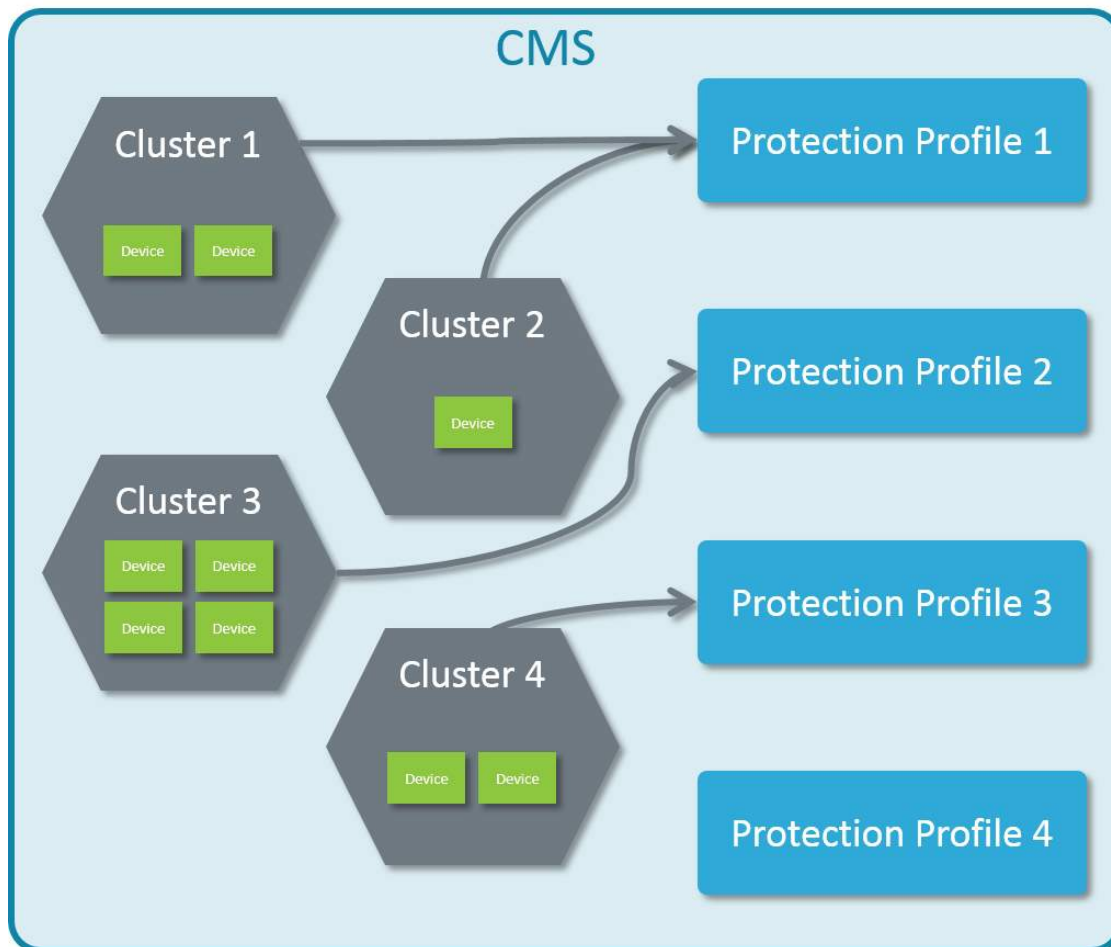 CMS
Cluster 1
Device Device
Protection Profile 1
Cluster 2
Device
Protection Profile 2
Cluster 3
Device Device
Device Device
Protection Profile 3
Cluster 4
Device Device
Protection Profile 4